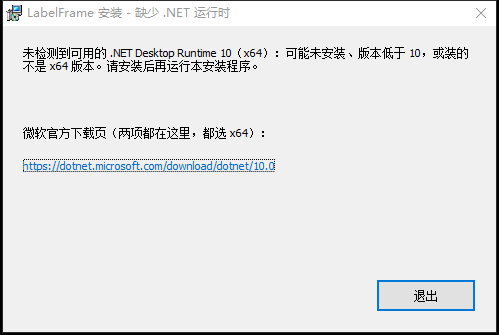 LabelFrame 安装 - 缺少 .NET 运行时
未检测到可用的 .NET Desktop Runtime 10（x64）：可能未安装、版本低于 10，或装的
不是 x64 版本。请安装后再运行本安装程序。
微软官方下载页（两项都在这里，都选 x64）：
https://dotnet.microsoft.com/download/dotnet/10.0
退出